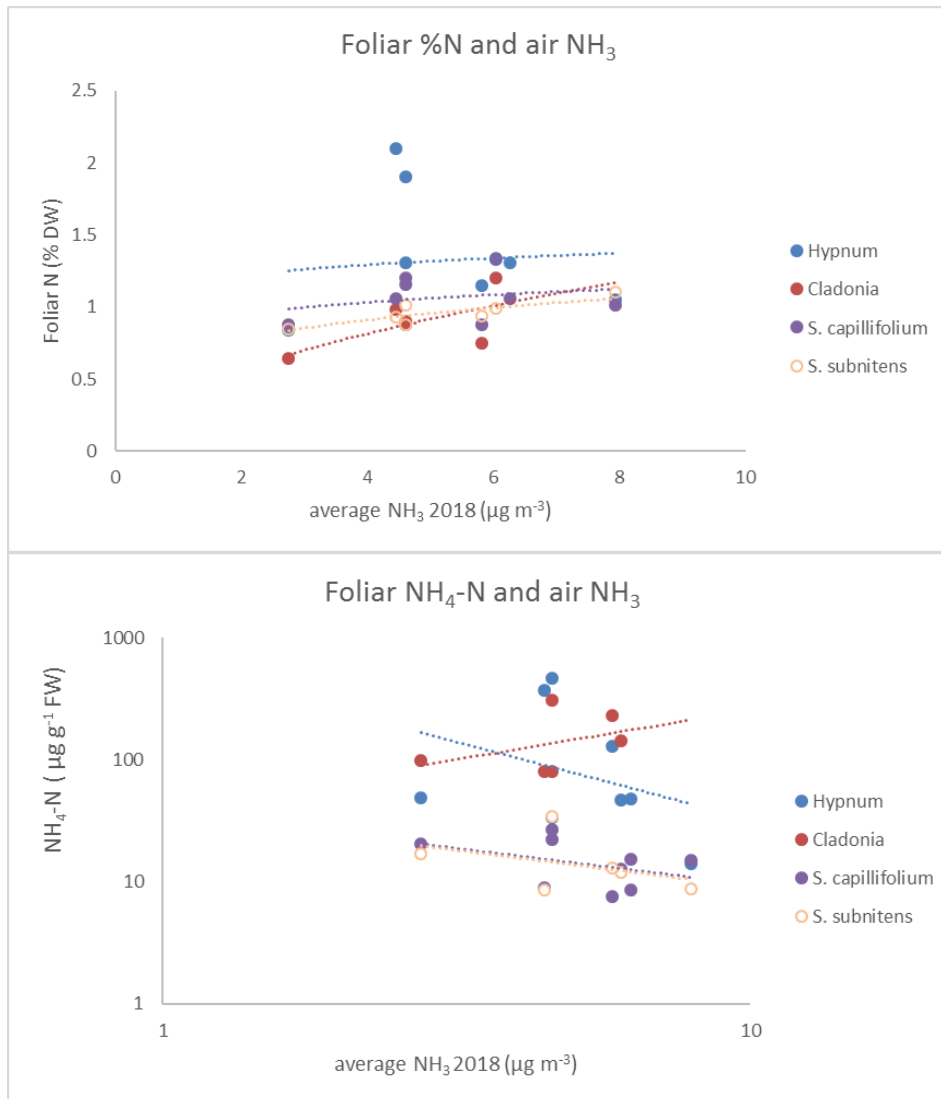 Foliar %N and air NH₃
Foliar N (% DW)
2.5
2
1.5
1
0.5
0
0 2 4 6 8 10
average NH₃ 2018 (µg m⁻³)
Hypnum
Cladonia
S. capillifolium
S. subnitens
Foliar NH₄-N and air NH₃
NH₄-N ( µg g⁻¹ FW)
1000
100
10
1
1 10
average NH₃ 2018 (µg m⁻³)
Hypnum
Cladonia
S. capillifolium
S. subnitens